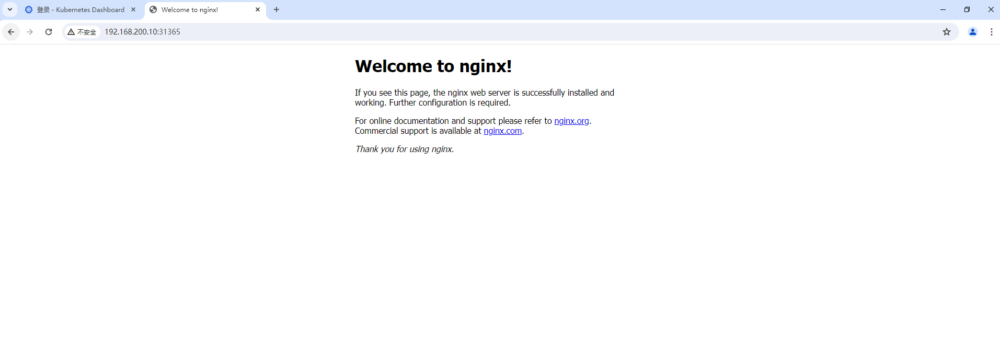 登录 - Kubernetes Dashboard
Welcome to nginx!
不安全
192.168.200.10:31365
Welcome to nginx!
If you see this page, the nginx web server is successfully installed and
working. Further configuration is required.
For online documentation and support please refer to nginx.org.
Commercial support is available at nginx.com.
Thank you for using nginx.